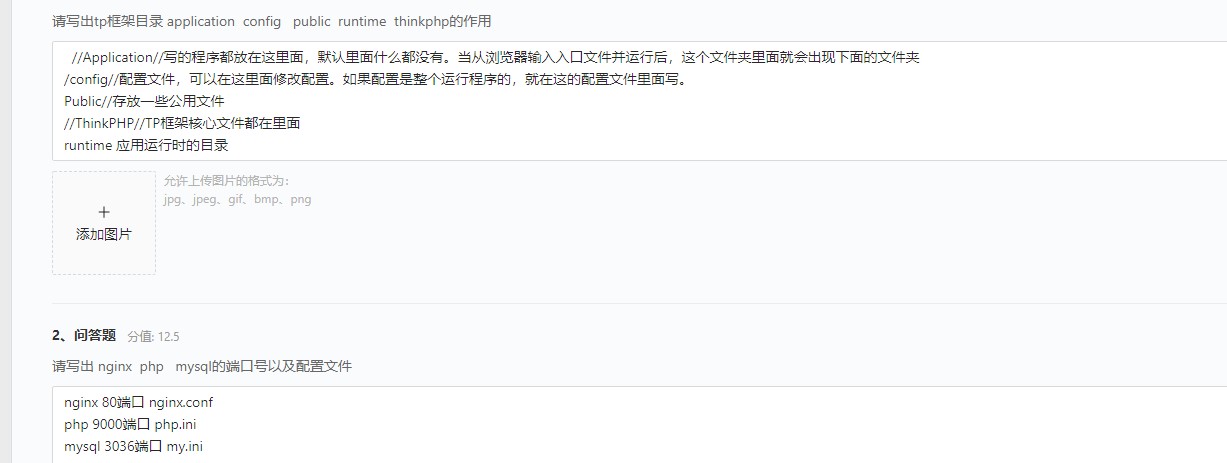 请写出tp框架目录 application config public runtime thinkphp的作用
//Application//写的程序都放在这里面，默认里面什么都没有。当从浏览器输入入口文件并运行后，这个文件夹里面就会出现下面的文件夹
/config//配置文件，可以在这里面修改配置。如果配置是整个运行程序的，就在这的配置文件里面写。
Public//存放一些公用文件
//ThinkPHP//TP框架核心文件都在里面
runtime 应用运行时的目录
允许上传图片的格式为：
jpg、jpeg、gif、bmp、png
+
添加图片
2、问答题 分值: 12.5
请写出 nginx php mysql的端口号以及配置文件
nginx 80端口 nginx.conf
php 9000端口 php.ini
mysql 3036端口 my.ini